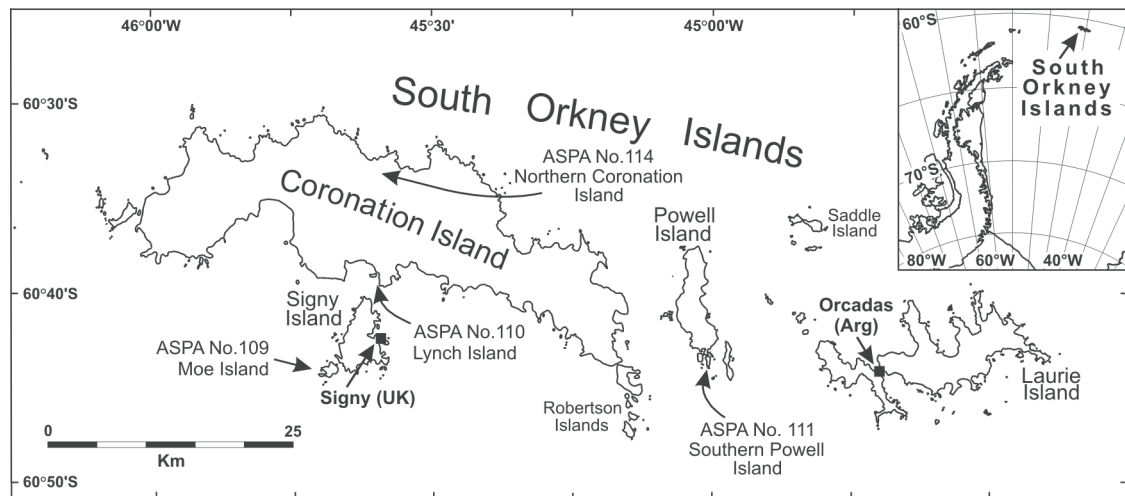 46°00'W
45°30'
45°00'
60°30'S
60°40'S
60°50'S
South Orkney Islands
ASPA No.114
Northern Coronation
Island
Coronation Island
Powell
Island
Saddle
Island
Signy
Island
ASPA No.110
Lynch Island
ASPA No.109
Moe Island
Signy (UK)
Orcadas
(Arg)
Laurie
Island
Robertson
Islands
ASPA No. 111
Southern Powell
Island
0
25
Km
60°S
South
Orkney
Islands
70°S
80°W
60°W
40°W